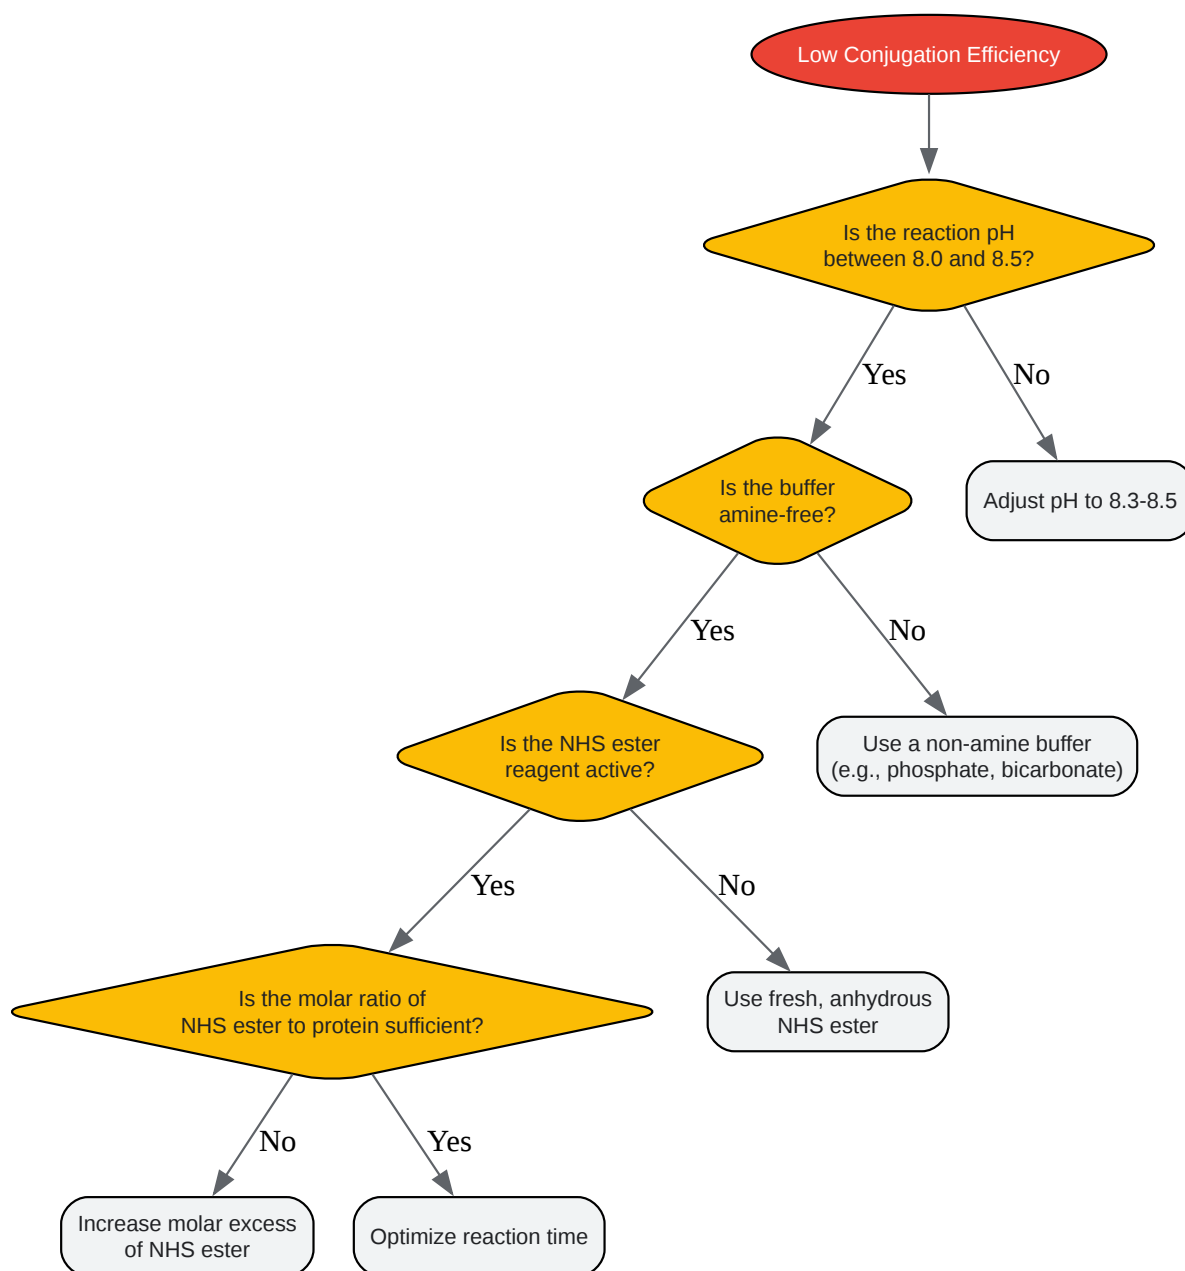 Low Conjugation Efficiency
Is the reaction pH
between 8.0 and 8.5?
Yes
No
Is the buffer
amine-free?
Adjust pH to 8.3-8.5
Yes
No
Is the NHS ester
reagent active?
Use a non-amine buffer
(e.g., phosphate, bicarbonate)
Yes
No
Is the molar ratio of
NHS ester to protein sufficient?
Use fresh, anhydrous
NHS ester
No
Yes
Increase molar excess
of NHS ester
Optimize reaction time